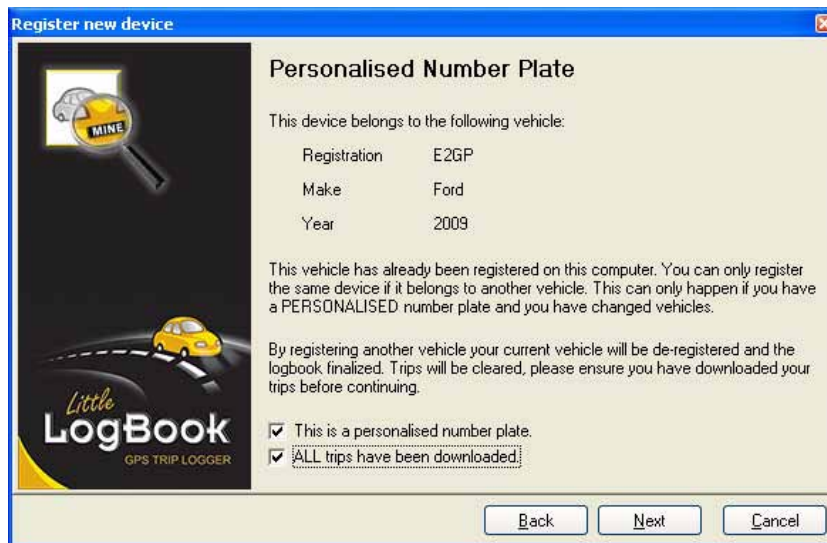 Register new device
MINE
Little
LogBook
GPS TRIP LOGGER
Personalised Number Plate
This device belongs to the following vehicle:
Registration E2GP
Make Ford
Year 2009
This vehicle has already been registered on this computer. You can only register
the same device if it belongs to another vehicle. This can only happen if you have
a PERSONALISED number plate and you have changed vehicles.
By registering another vehicle your current vehicle will be de-registered and the
logbook finalized. Trips will be cleared, please ensure you have downloaded your
trips before continuing.
This is a personalised number plate.
ALL trips have been downloaded.
Back Next Cancel